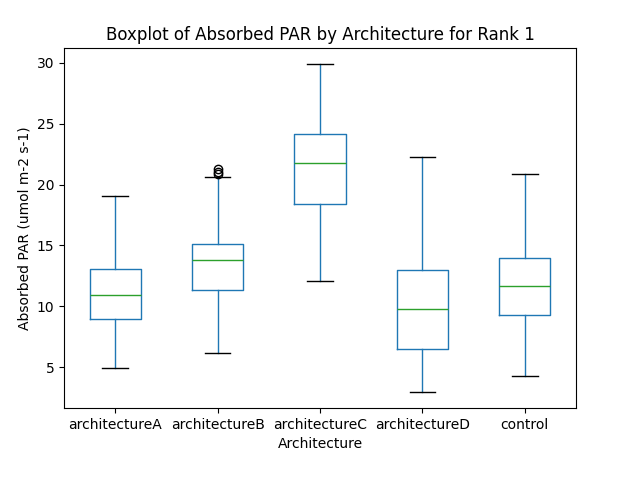 Boxplot of Absorbed PAR by Architecture for Rank 1
30
25
20
15
10
5
Absorbed PAR (umol m-2 s-1)
architectureA architectureB architectureC architectureD control
Architecture